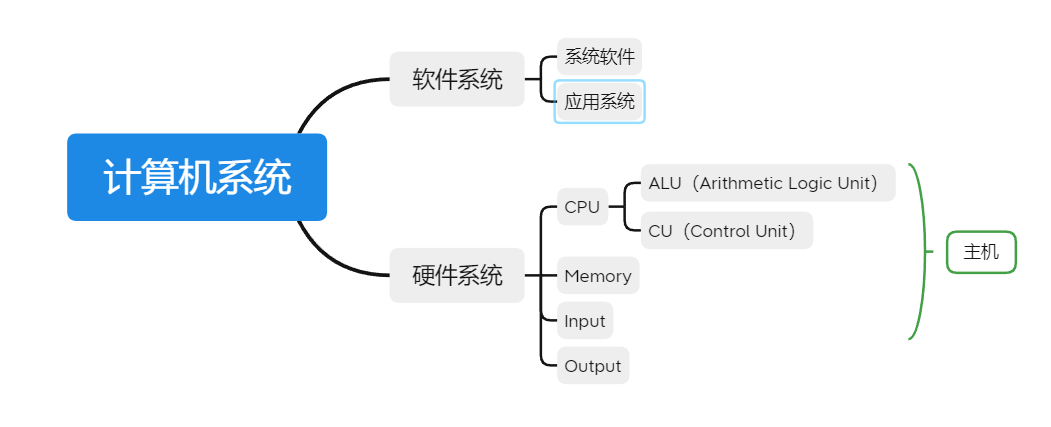 计算机系统
软件系统
系统软件
应用系统
硬件系统
CPU
ALU（Arithmetic Logic Unit）
CU（Control Unit）
Memory
Input
Output
主机